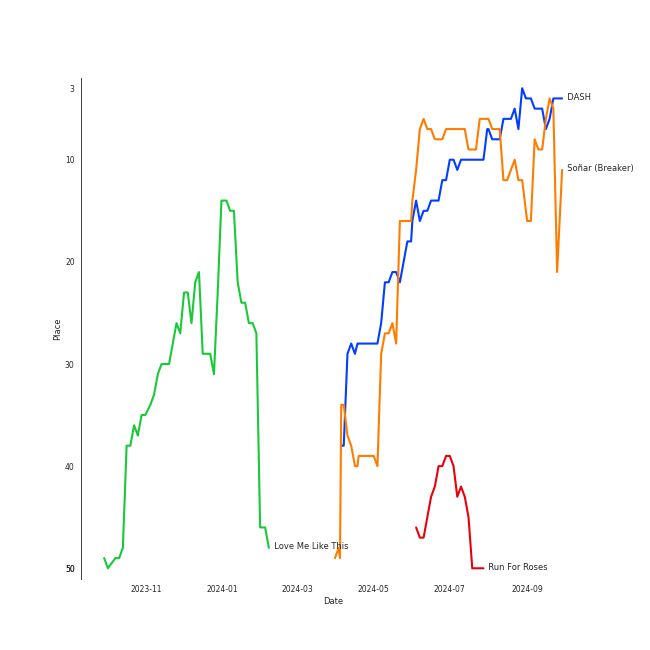 3
DASH
10
Soñar (Breaker)
20
Place
30
40
Love Me Like This
50
Run For Roses
2023-11
2024-01
2024-03
2024-05
2024-07
2024-09
Date